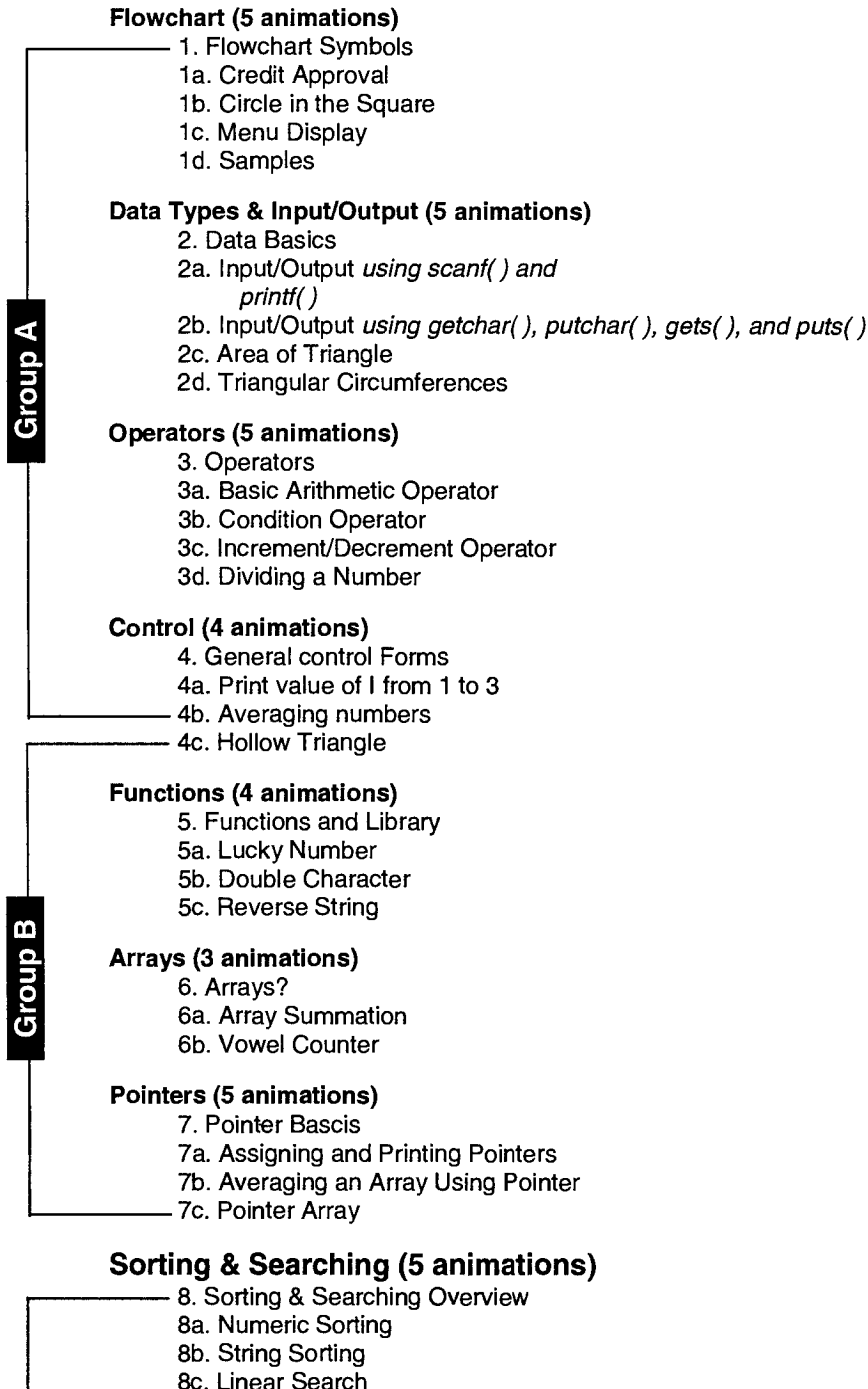 Flowchart (5 animations)
1. Flowchart Symbols
1a. Credit Approval
1b. Circle in the Square
1c. Menu Display
1d. Samples
Data Types & Input/Output (5 animations)
2. Data Basics
2a. Input/Output using scanf( ) and
printf( )
2b. Input/Output using getchar( ), putchar( ), gets( ), and puts( )
2c. Area of Triangle
2d. Triangular Circumferences
Group A
Operators (5 animations)
3. Operators
3a. Basic Arithmetic Operator
3b. Condition Operator
3c. Increment/Decrement Operator
3d. Dividing a Number
Control (4 animations)
4. General control Forms
4a. Print value of I from 1 to 3
4b. Averaging numbers
4c. Hollow Triangle
Functions (4 animations)
5. Functions and Library
5a. Lucky Number
5b. Double Character
5c. Reverse String
Group B
Arrays (3 animations)
6. Arrays?
6a. Array Summation
6b. Vowel Counter
Pointers (5 animations)
7. Pointer Bascis
7a. Assigning and Printing Pointers
7b. Averaging an Array Using Pointer
7c. Pointer Array
Sorting & Searching (5 animations)
8. Sorting & Searching Overview
8a. Numeric Sorting
8b. String Sorting
8c. Linear Search